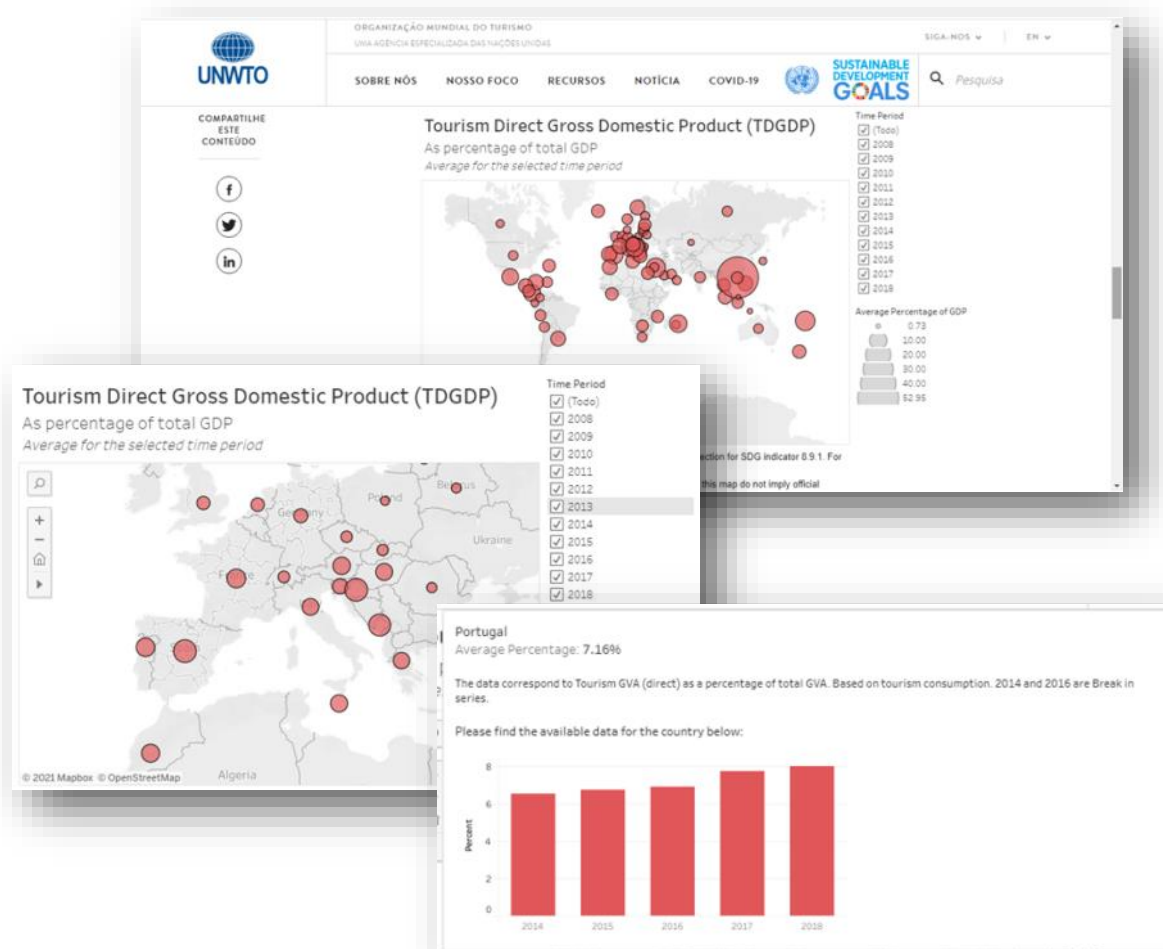 ORGANIZAÇÃO MUNDIAL DO TURISMO
UMA AGÊNCIA ESPECIALIZADA DAS NAÇÕES UNIDAS
SIGA-NOS
EN
UNWTO
SOBRE NÓS
NOSSO FOCO
RECURSOS
NOTÍCIA
COVID-19
SUSTAINABLE
DEVELOPMENT
GOALS
Pesquisa
COMPARTILHE
ESTE
CONTEÚDO
f
in
Tourism Direct Gross Domestic Product (TDGDP)
As percentage of total GDP
Average for the selected time period
Time Period
(Todo)
2008
2009
2010
2011
2012
2013
2014
2015
2016
2017
2018
Average Percentage of GDP
0.73
10.00
20.00
30.00
40.00
52.95
ection for SDG indicator 8.9.1. For
this map do not imply official
Tourism Direct Gross Domestic Product (TDGDP)
As percentage of total GDP
Average for the selected time period
Time Period
(Todo)
2008
2009
2010
2011
2012
2013
2014
2015
2016
2017
2018
Poland
Belarus
Germany
Ukraine
France
Algeria
© 2021 Mapbox © OpenStreetMap
Portugal
Average Percentage: 7.16%
The data correspond to Tourism GVA (direct) as a percentage of total GVA. Based on tourism consumption. 2014 and 2016 are Break in
series.
Please find the available data for the country below:
Percent
8
6
4
2
0
2014
2015
2016
2017
2018